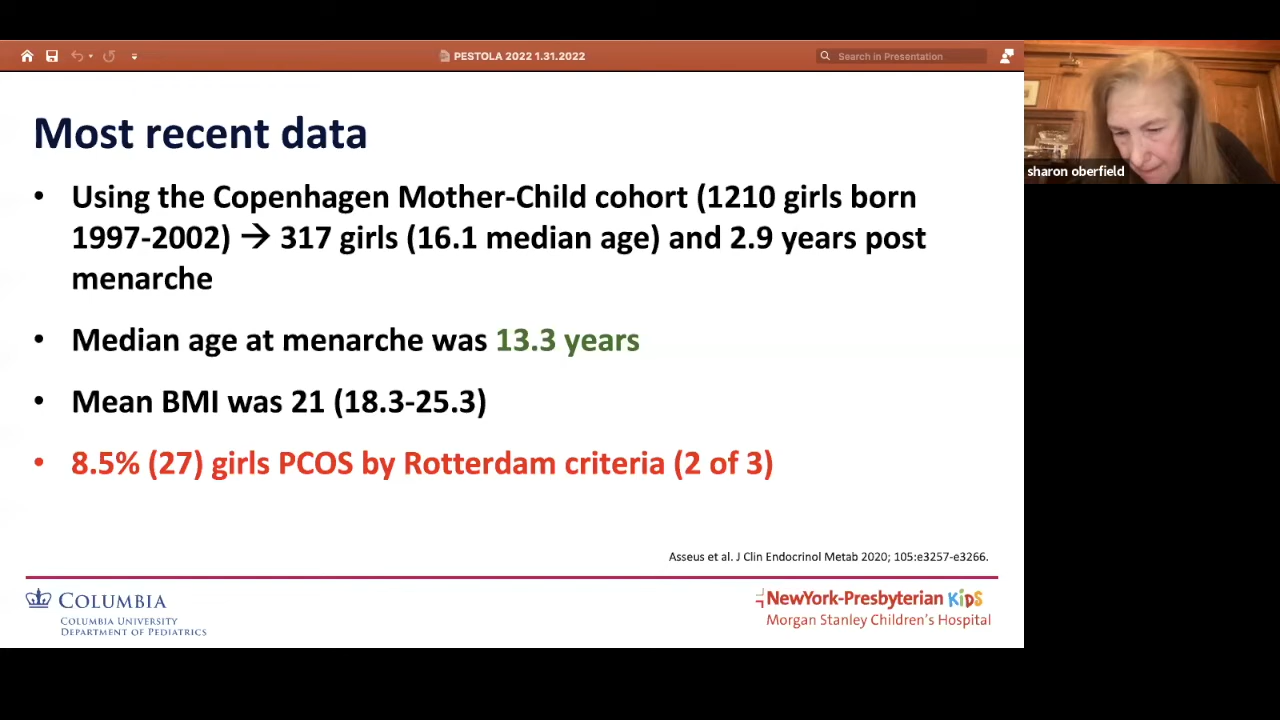 PESTOLA 2022 1.31.2022
Search in Presentation
sharon oberfield
Most recent data
• Using the Copenhagen Mother-Child cohort (1210 girls born
1997-2002) → 317 girls (16.1 median age) and 2.9 years post
menarche
• Median age at menarche was 13.3 years
• Mean BMI was 21 (18.3-25.3)
• 8.5% (27) girls PCOS by Rotterdam criteria (2 of 3)
Asseus et al. J Clin Endocrinol Metab 2020; 105:e3257-e3266.
COLUMBIA
COLUMBIA UNIVERSITY
DEPARTMENT OF PEDIATRICS
NewYork-Presbyterian KiDS
Morgan Stanley Children's Hospital